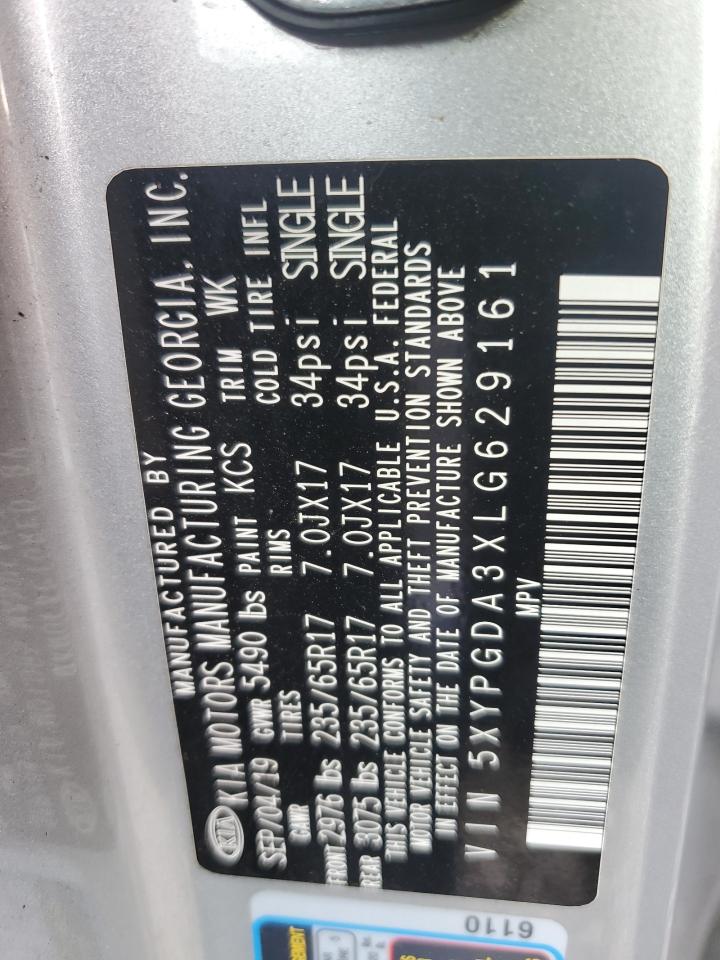 MANUFACTURED BY
KIA KIA MOTORS MANUFACTURING GEORGIA, INC.
SFP/04/19 GVWR 5490 lbs PAINT KCS TRIM WK
GAWR TIRES RIMS COLD TIRE INFL
FRONT 2976 lbs 235/65R17 7.0JX17 34psi SINGLE
REAR 3075 lbs 235/65R17 7.0JX17 34psi SINGLE
THIS VEHICLE CONFORMS TO ALL APPLICABLE U.S.A. FEDERAL
MOTOR VEHICLE SAFETY AND THEFT PREVENTION STANDARDS
IN EFFECT ON THE DATE OF MANUFACTURE SHOWN ABOVE
VIN 5XYPGDA3XLG629161
MPV
6110